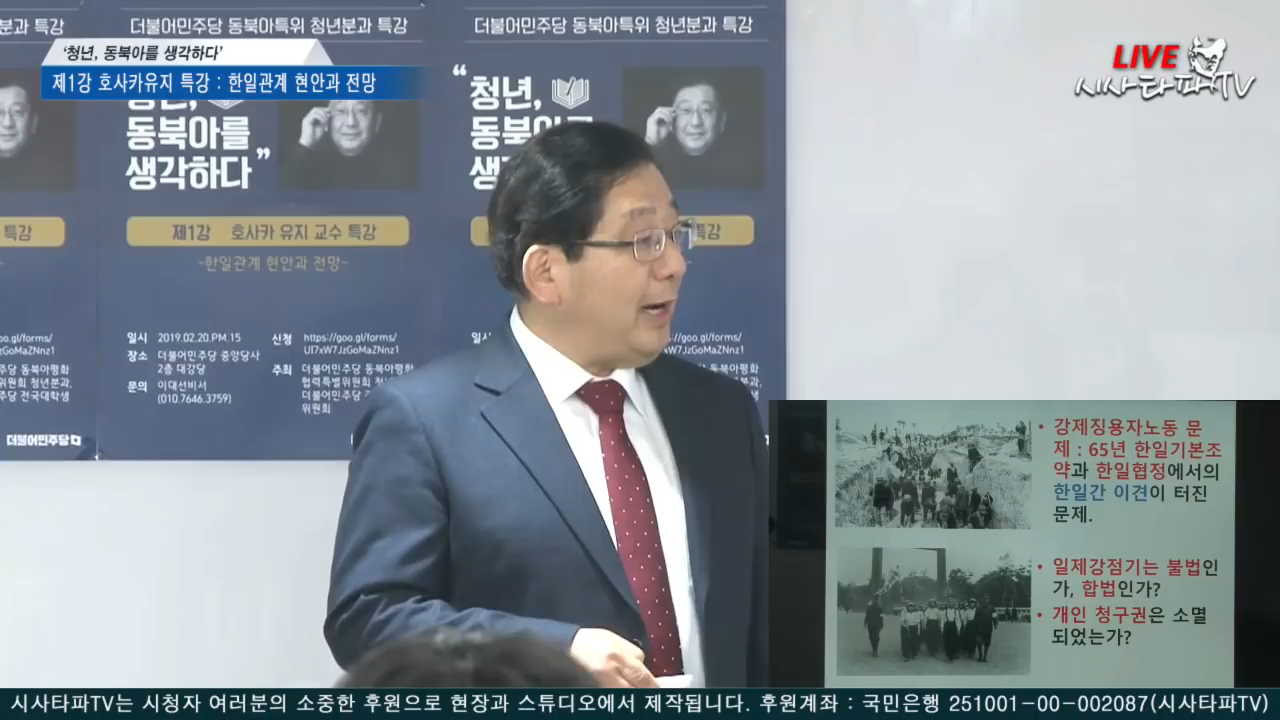 분과 특강
더불어민주당 동북아특위 청년분과 특강
더불어민주당 동북아특위 청년분과 특강
‘청년, 동북아를 생각하다’
제1강 호사카유지 특강 : 한일관계 현안과 전망
LIVE
시사타파TV
동북아를
생각하다”
“청년,
동북아를
특강
제1강 호사카 유지 교수 특강
특강
-한일관계 현안과 전망-
일시 2019.02.20.PM.15
장소 더불어민주당 중앙당사
2층 대강당
문의 이대선비서
(010.7646.3759)
신청 https://goo.gl/forms/
UI7xW7JzGoMaZNnz1
주최 더불어민주당 동북아평화
협력특별위원회
더불어민주당
위원회
더불어민주당
• 강제징용자노동 문
제 : 65년 한일기본조
약과 한일협정에서의
한일간 이견이 터진
문제.
• 일제강점기는 불법인
가, 합법인가?
• 개인 청구권은 소멸
되었는가?
시사타파TV는 시청자 여러분의 소중한 후원으로 현장과 스튜디오에서 제작됩니다. 후원계좌 : 국민은행 251001-00-002087(시사타파TV)